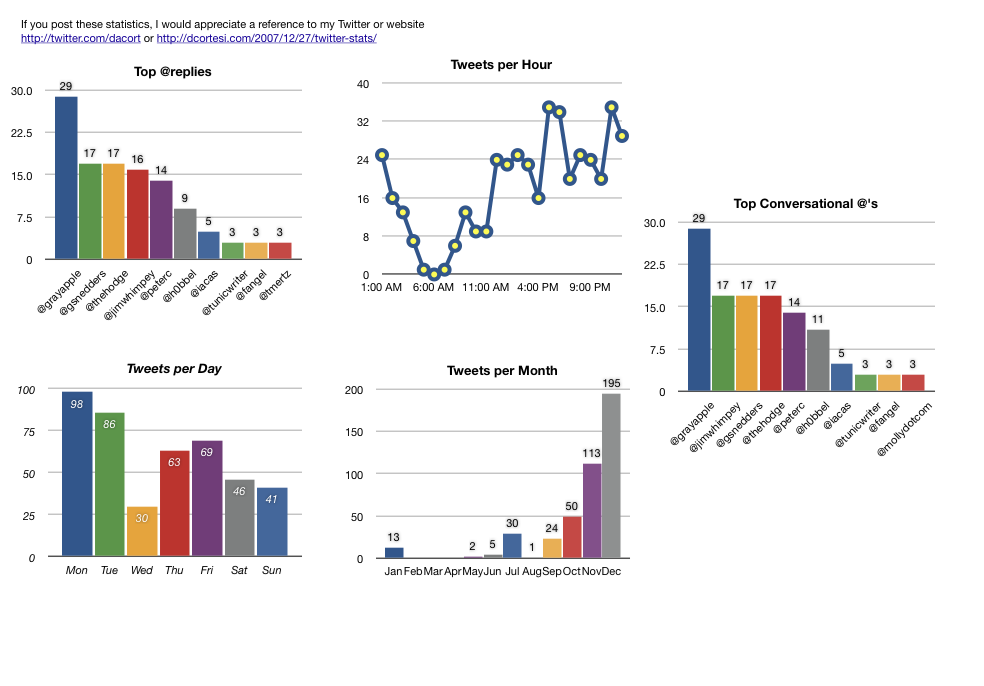 If you post these statistics, I would appreciate a reference to my Twitter or website
http://twitter.com/dacort or http://dcortesi.com/2007/12/27/twitter-stats/
Top @replies
30.0
22.5
15.0
7.5
0
29
17
17
16
14
9
5
3
3
3
@grayapple
@gsnedders
@thehodge
@jimwhimpey
@peterc
@h0bbel
@iacas
@tunicwriter
@fangel
@tmertz
Tweets per Hour
40
32
24
16
8
0
1:00 AM 6:00 AM 11:00 AM 4:00 PM 9:00 PM
Top Conversational @'s
30.0
22.5
15.0
7.5
0
29
17
17
17
14
11
5
3
3
3
@grayapple
@jimwhimpey
@gsnedders
@thehodge
@peterc
@h0bbel
@iacas
@tunicwriter
@fangel
@mollydotcom
Tweets per Day
100
75
50
25
0
98
86
30
63
69
46
41
Mon Tue Wed Thu Fri Sat Sun
Tweets per Month
200
150
100
50
0
13
2
5
30
1
24
50
113
195
Jan Feb Mar Apr May Jun Jul Aug Sep Oct Nov Dec